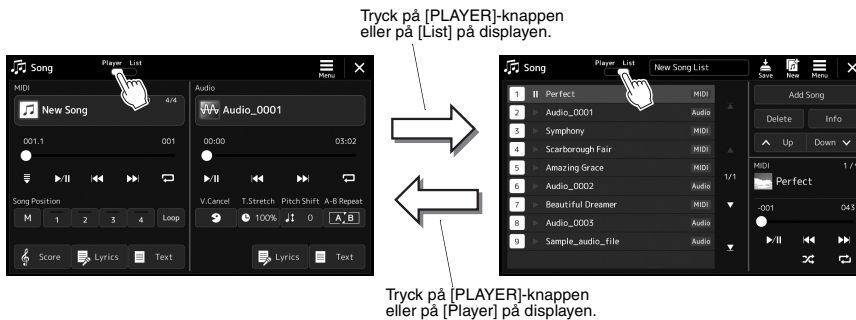 Tryck på [PLAYER]-knappen
eller på [List] på displayen.
Song
Player List
Menu
MIDI
New Song
4/4
001.1
001
Song Position
M 1 2 3 4 Loop
Score
Lyrics
Text
Audio
Audio_0001
00:00
03:02
V.Cancel T.Stretch Pitch Shift A-B Repeat
100% 0 A B
Lyrics
Text
Song
Player List
New Song List
Save New Menu
1 Perfect MIDI
2 Audio_0001 Audio
3 Symphony MIDI
4 Scarborough Fair MIDI
5 Amazing Grace MIDI
6 Audio_0002 Audio
7 Beautiful Dreamer MIDI
8 Audio_0003 Audio
9 Sample_audio_file Audio
1/1
Add Song
Delete Info
Up Down
MIDI
Perfect
-001 043
Tryck på [PLAYER]-knappen
eller på [Player] på displayen.